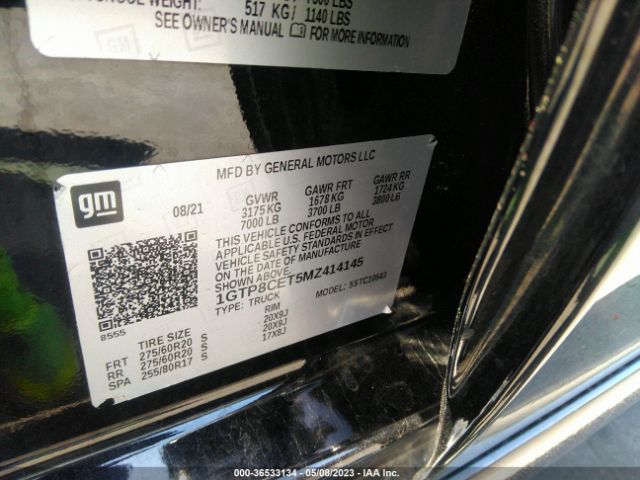 517 KG / 1140 LBS
SEE OWNER'S MANUAL FOR MORE INFORMATION
MFD BY GENERAL MOTORS LLC
gm
08/21
GVWR
3175 KG
7000 LB
GAWR FRT
1678 KG
3700 LB
GAWR RR
1724 KG
3800 LB
THIS VEHICLE CONFORMS TO ALL
APPLICABLE U.S. FEDERAL MOTOR
VEHICLE SAFETY STANDARDS IN EFFECT
ON THE DATE OF MANUFACTURE
SHOWN ABOVE.
1GTP8CET5MZ414145
TYPE: TRUCK
MODEL:
8555
TIRE SIZE RIM
FRT 275/60R20 S 20X9J
RR 275/60R20 S 20X9J
SPA 255/80R17 S 17X8J
000-36533134 - 05/08/2023 - IAA Inc.